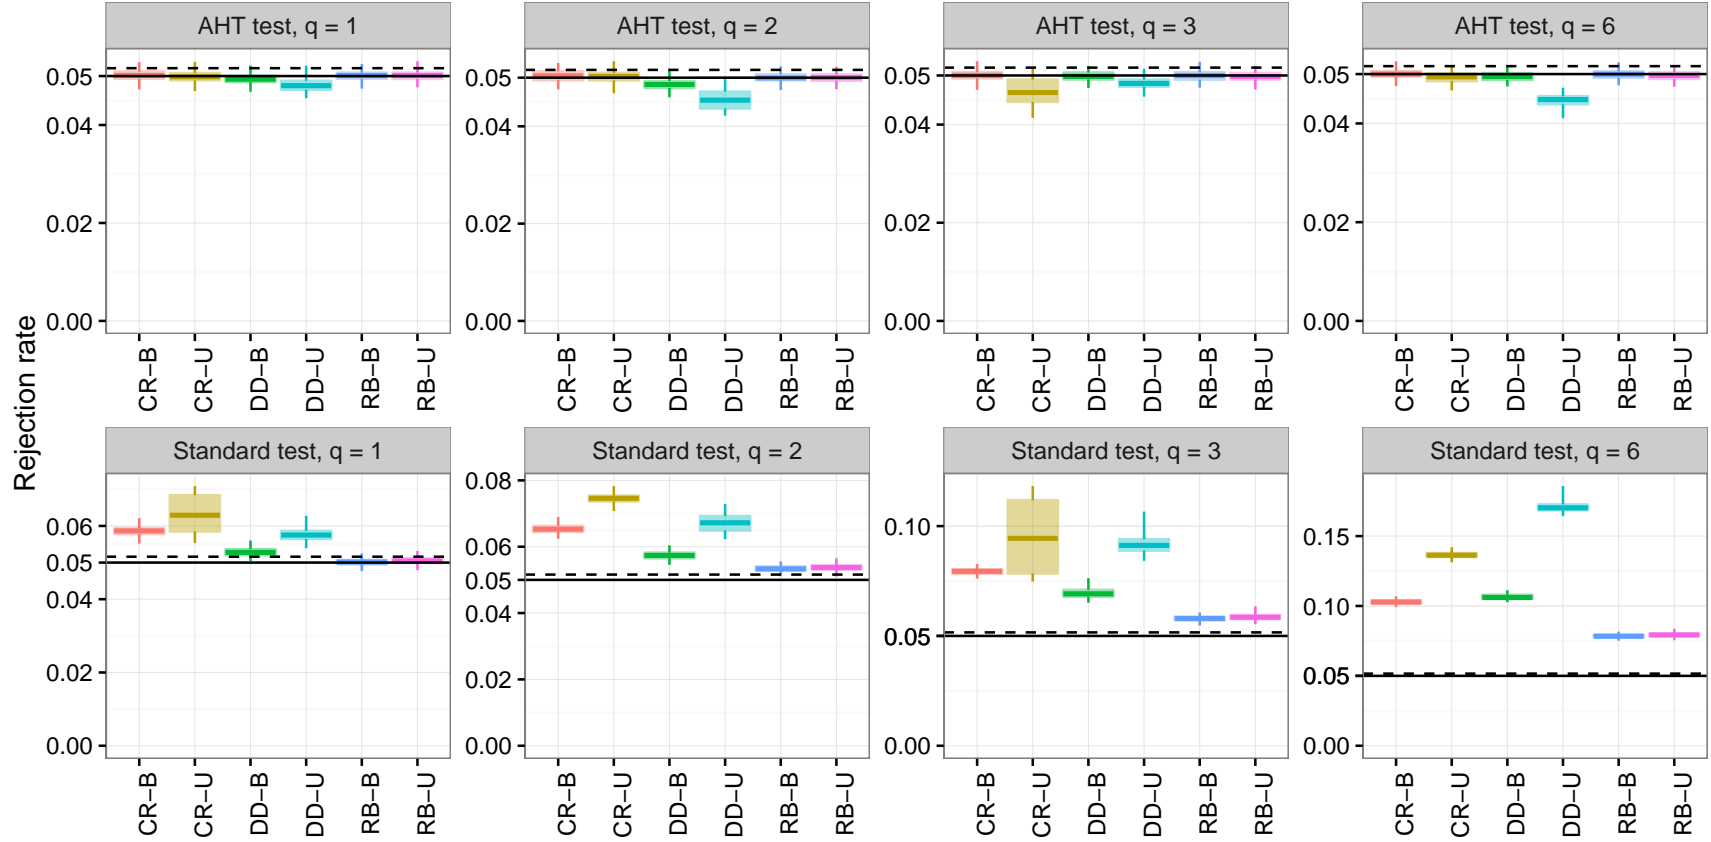 AHT test, q = 1
AHT test, q = 2
AHT test, q = 3
AHT test, q = 6
0.05
0.04
0.02
0.00
0.05
0.04
0.02
0.00
0.05
0.04
0.02
0.00
0.05
0.04
0.02
0.00
CR−B
CR−U
DD−B
DD−U
RB−B
RB−U
CR−B
CR−U
DD−B
DD−U
RB−B
RB−U
CR−B
CR−U
DD−B
DD−U
RB−B
RB−U
CR−B
CR−U
DD−B
DD−U
RB−B
RB−U
Rejection rate
Standard test, q = 1
Standard test, q = 2
Standard test, q = 3
Standard test, q = 6
0.06
0.05
0.04
0.02
0.00
0.08
0.06
0.05
0.04
0.02
0.00
0.10
0.05
0.00
0.15
0.10
0.05
0.00
CR−B
CR−U
DD−B
DD−U
RB−B
RB−U
CR−B
CR−U
DD−B
DD−U
RB−B
RB−U
CR−B
CR−U
DD−B
DD−U
RB−B
RB−U
CR−B
CR−U
DD−B
DD−U
RB−B
RB−U